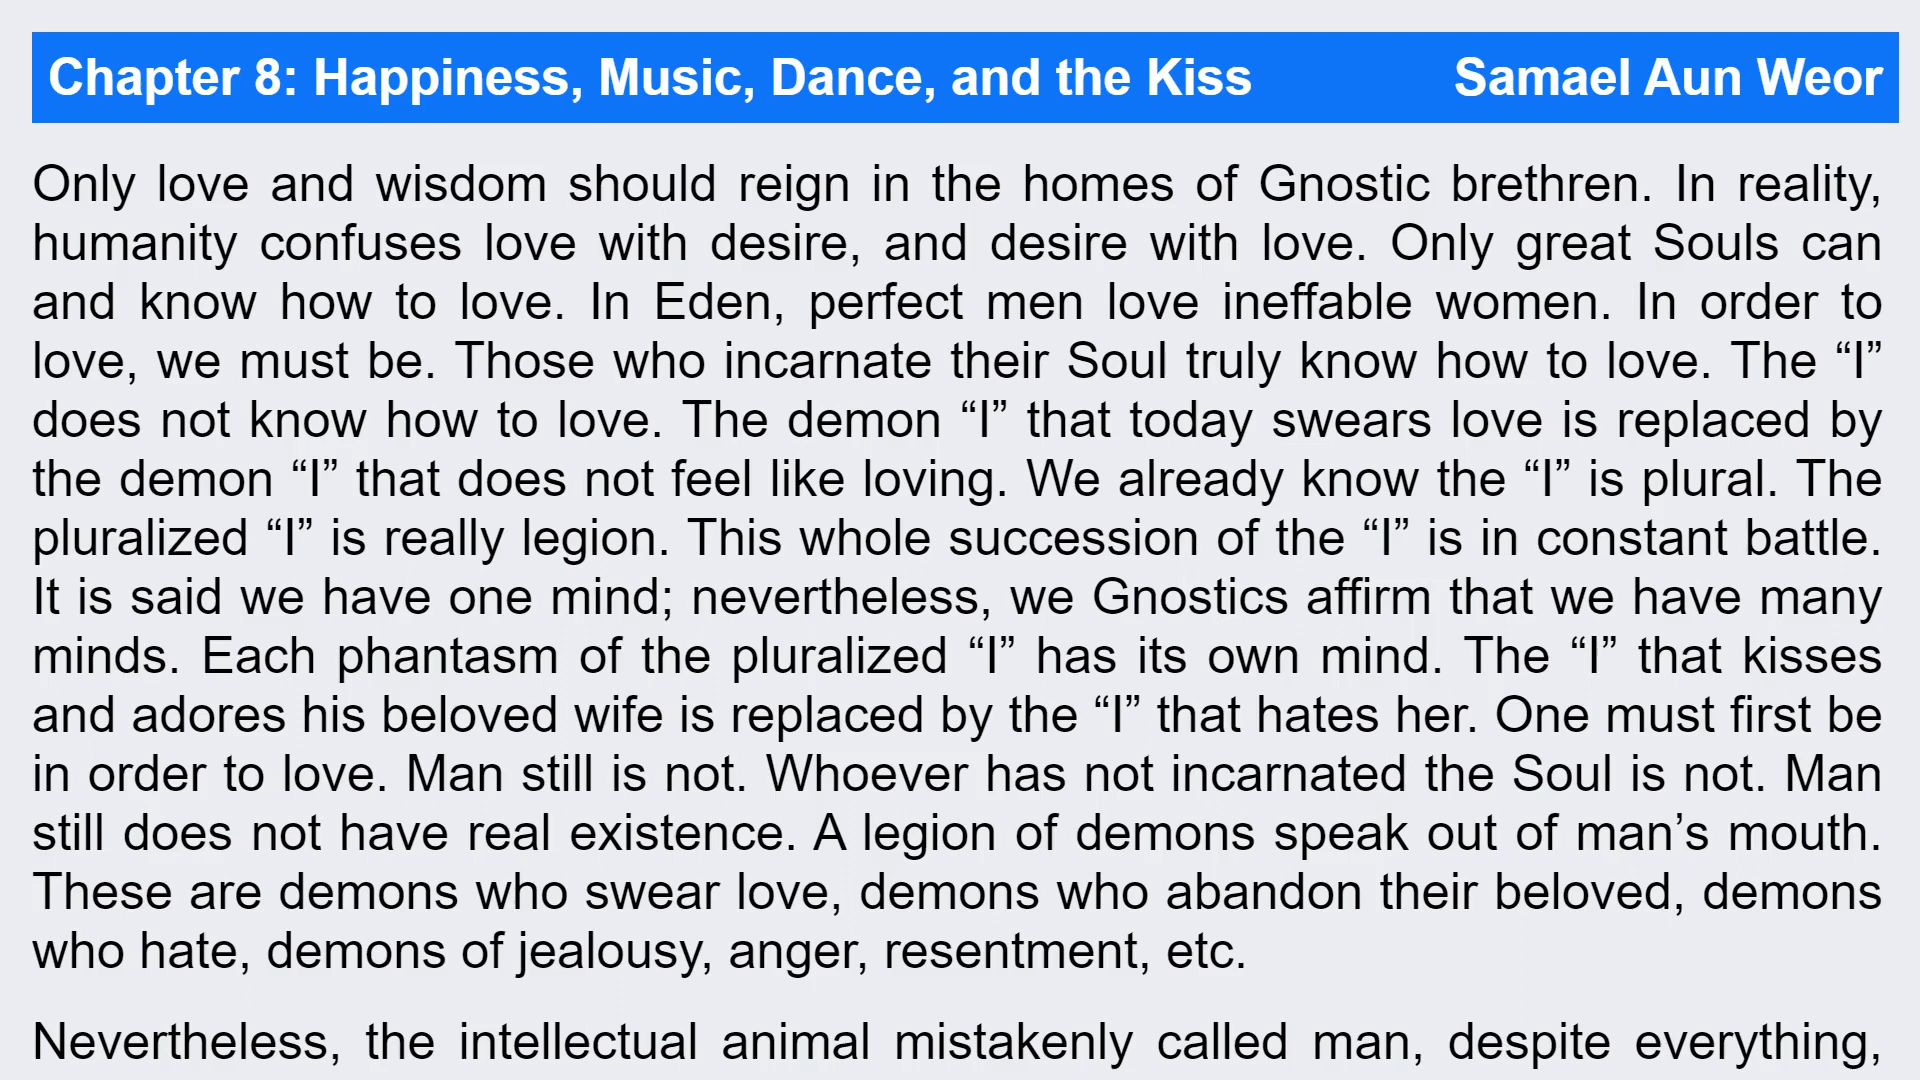 Chapter 8: Happiness, Music, Dance, and the Kiss Samael Aun Weor
Only love and wisdom should reign in the homes of Gnostic brethren. In reality,
humanity confuses love with desire, and desire with love. Only great Souls can
and know how to love. In Eden, perfect men love ineffable women. In order to
love, we must be. Those who incarnate their Soul truly know how to love. The “I”
does not know how to love. The demon “I” that today swears love is replaced by
the demon “I” that does not feel like loving. We already know the “I” is plural. The
pluralized “I” is really legion. This whole succession of the “I” is in constant battle.
It is said we have one mind; nevertheless, we Gnostics affirm that we have many
minds. Each phantasm of the pluralized “I” has its own mind. The “I” that kisses
and adores his beloved wife is replaced by the “I” that hates her. One must first be
in order to love. Man still is not. Whoever has not incarnated the Soul is not. Man
still does not have real existence. A legion of demons speak out of man’s mouth.
These are demons who swear love, demons who abandon their beloved, demons
who hate, demons of jealousy, anger, resentment, etc.
Nevertheless, the intellectual animal mistakenly called man, despite everything,